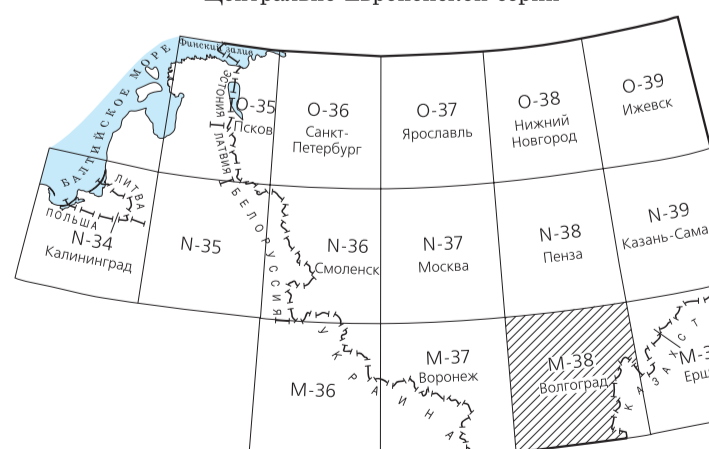 Финский залив
БАЛТИЙСКОЕ МОРЕ
ЭСТОНИЯ
O-35
Псков
O-36
Санкт-
Петербург
O-37
Ярославль
O-38
Нижний
Новгород
O-39
Ижевск
ЛАТВИЯ
ЛИТВА
ПОЛЬША
N-34
Калининград
N-35
БЕЛОРУССИЯ
N-36
Смоленск
N-37
Москва
N-38
Пенза
N-39
Казань-Сама
M-36
УКРАИНА
M-37
Воронеж
M-38
Волгоград
КАЗАХСТ
M-3
Ерш